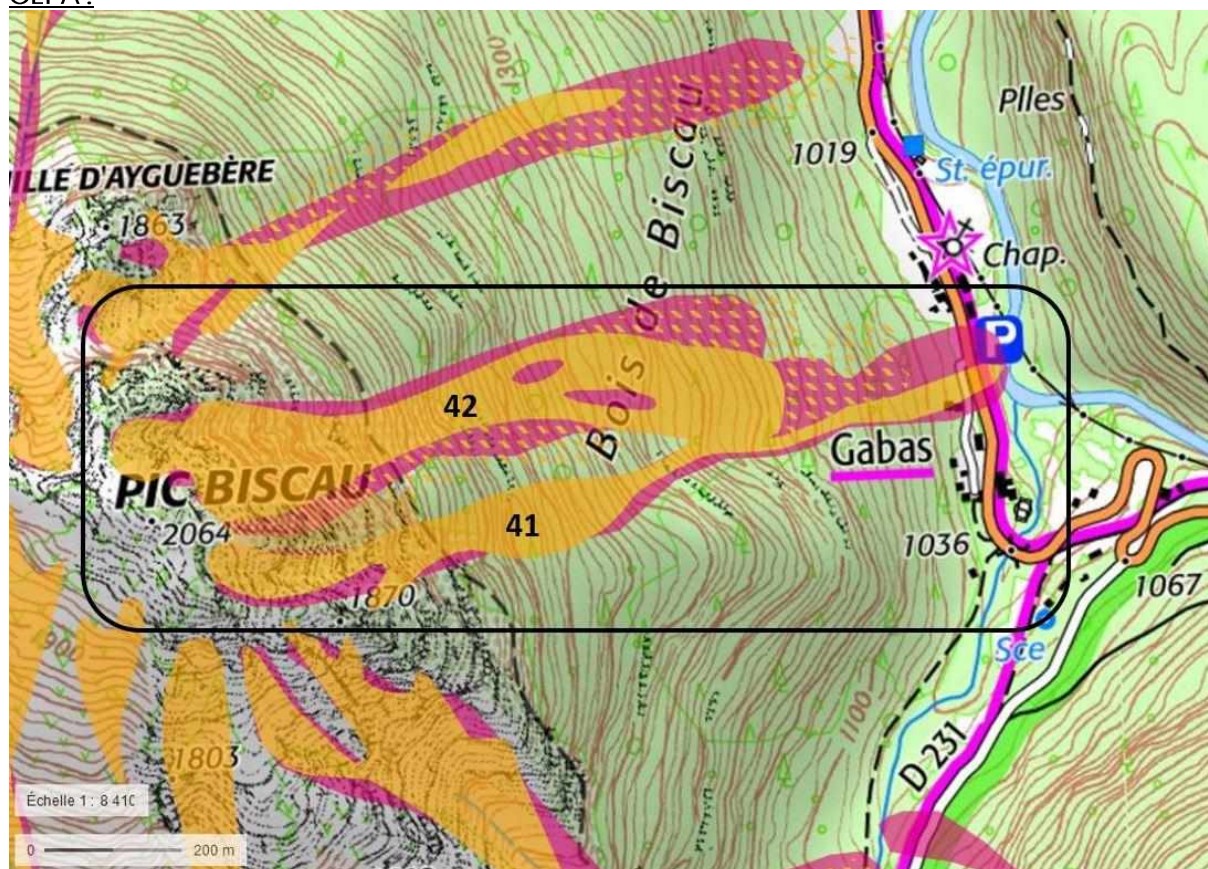 1300
Plles
1019
St. épur.
ILLE D'AYGUEBÈRE
1863
Chap.
Bois de Biscau
P
42
Gabas
PIC BISCAU
2064
41
1036
1870
1067
Sce
1900
1100
1803
D 231
Échelle 1 : 8 410
0 200 m